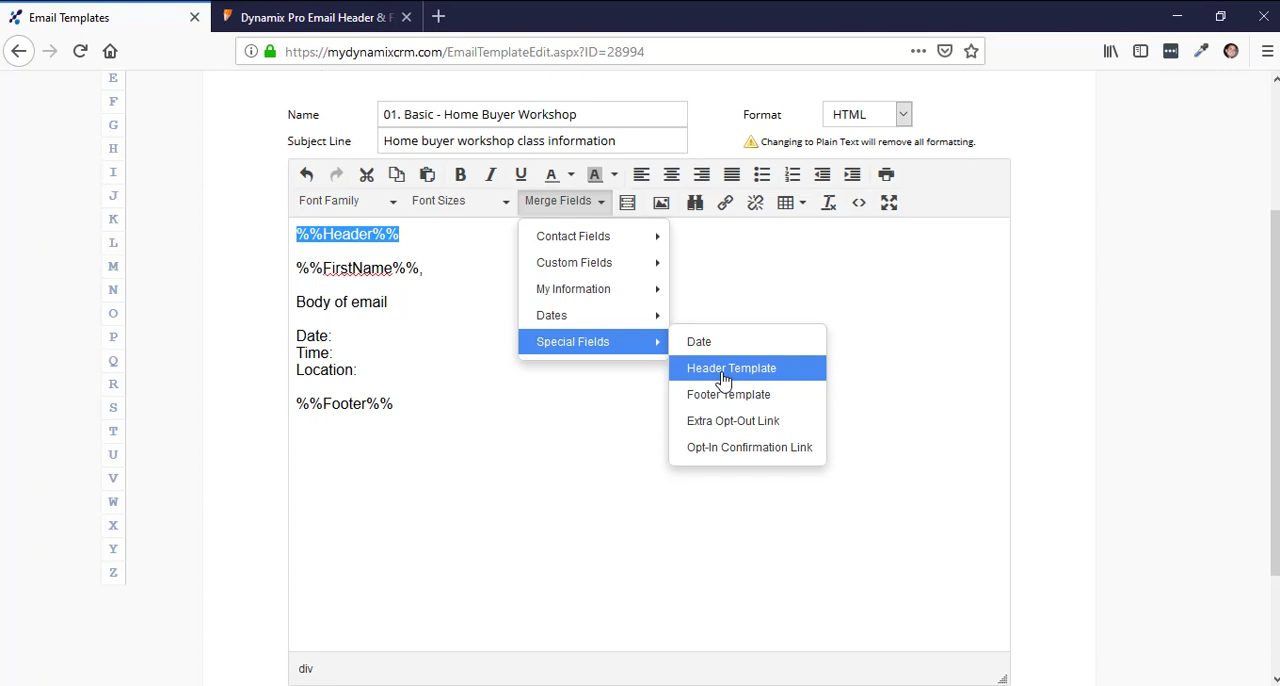 Email Templates
Dynamix Pro Email Header & F
https://mydynamixcrm.com/EmailTemplateEdit.aspx?ID=28994
E
F
G
H
I
J
K
L
M
N
O
P
Q
R
S
T
U
V
W
X
Y
Z
Name
01. Basic - Home Buyer Workshop
Format
HTML
Subject Line
Home buyer workshop class information
Changing to Plain Text will remove all formatting.
B I U A A
Font Family
Font Sizes
Merge Fields
%%Header%%
%%FirstName%%,
Body of email
Date:
Time:
Location:
%%Footer%%
Contact Fields
Custom Fields
My Information
Dates
Special Fields
Date
Header Template
Footer Template
Extra Opt-Out Link
Opt-In Confirmation Link
div